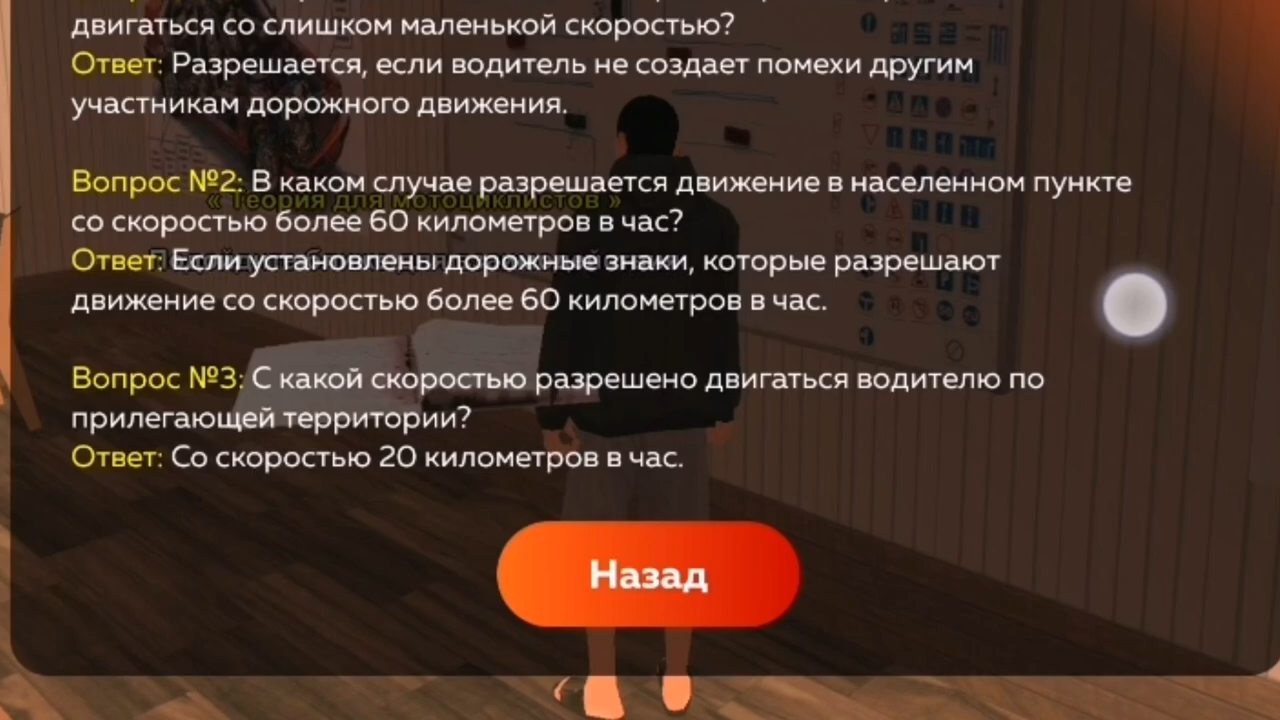 двигаться со слишком маленькой скоростью?
Ответ: Разрешается, если водитель не создает помехи другим
участникам дорожного движения.
Вопрос №2: В каком случае разрешается движение в населенном пункте
« Теория для мотоциклистов »
со скоростью более 60 километров в час?
Ответ: Если установлены дорожные знаки, которые разрешают
движение со скоростью более 60 километров в час.
Вопрос №3: С какой скоростью разрешено двигаться водителю по
прилегающей территории?
Ответ: Со скоростью 20 километров в час.
Назад